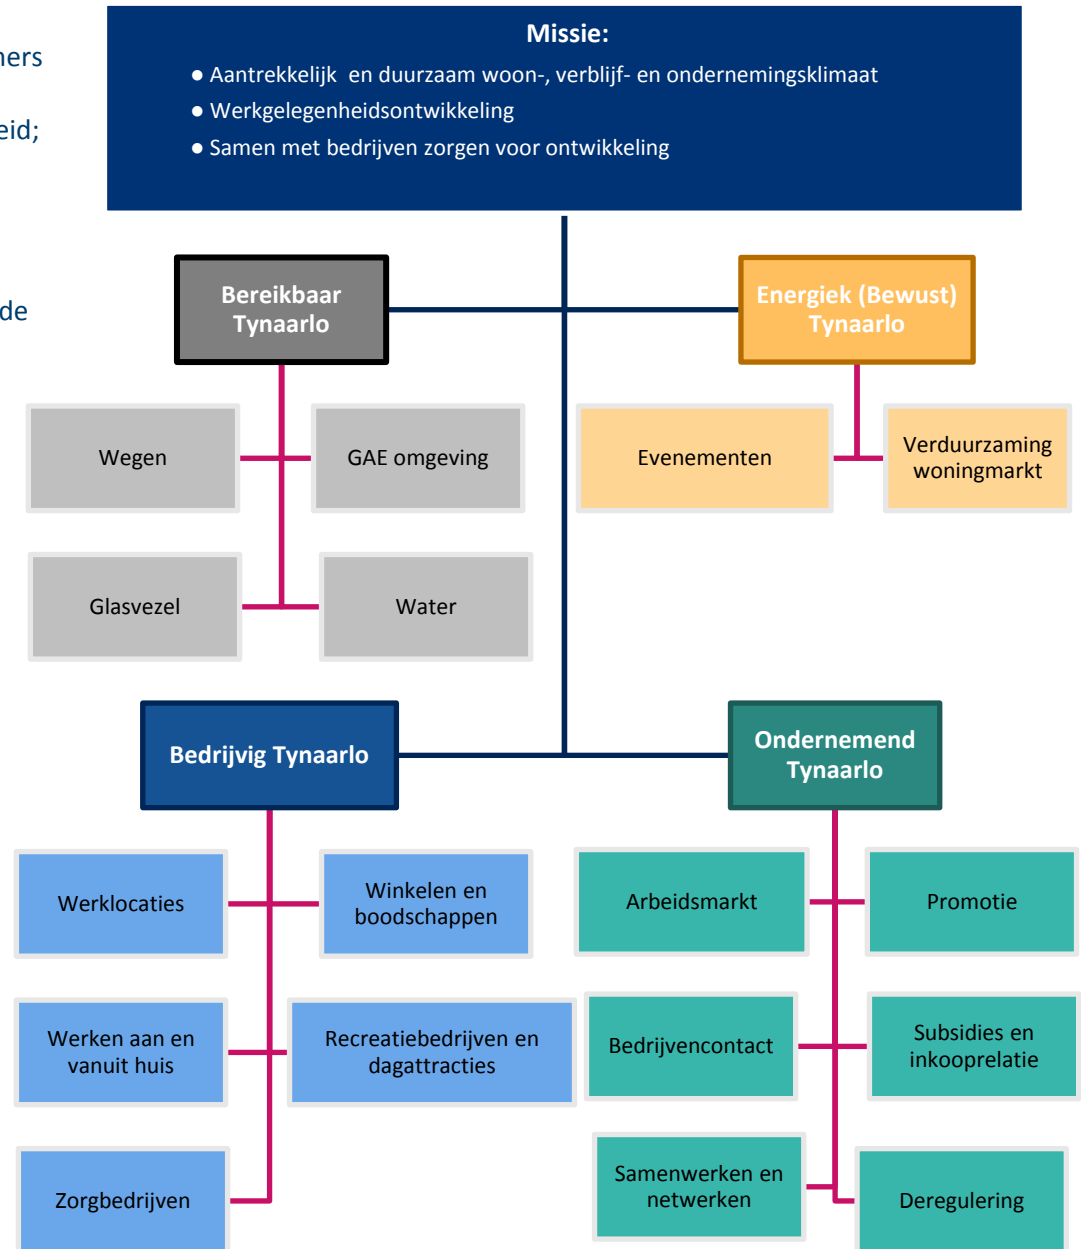 ners
eid;
de
Missie:
● Aantrekkelijk en duurzaam woon-, verblijf- en ondernemingsklimaat
● Werkgelegenheidsontwikkeling
● Samen met bedrijven zorgen voor ontwikkeling
Bereikbaar
Tynaarlo
Energiek (Bewust)
Tynaarlo
Wegen
GAE omgeving
Evenementen
Verduurzaming
woningmarkt
Glasvezel
Water
Bedrijvig Tynaarlo
Ondernemend
Tynaarlo
Werklocaties
Winkelen en
boodschappen
Arbeidsmarkt
Promotie
Werken aan en
vanuit huis
Recreatiebedrijven en
dagattracties
Bedrijvencontact
Subsidies en
inkooprelatie
Zorgbedrijven
Samenwerken en
netwerken
Deregulering